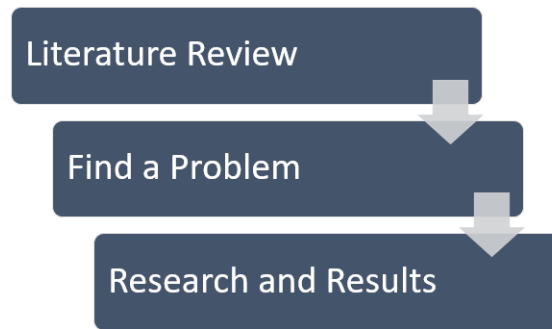 Literature Review
Find a Problem
Research and Results